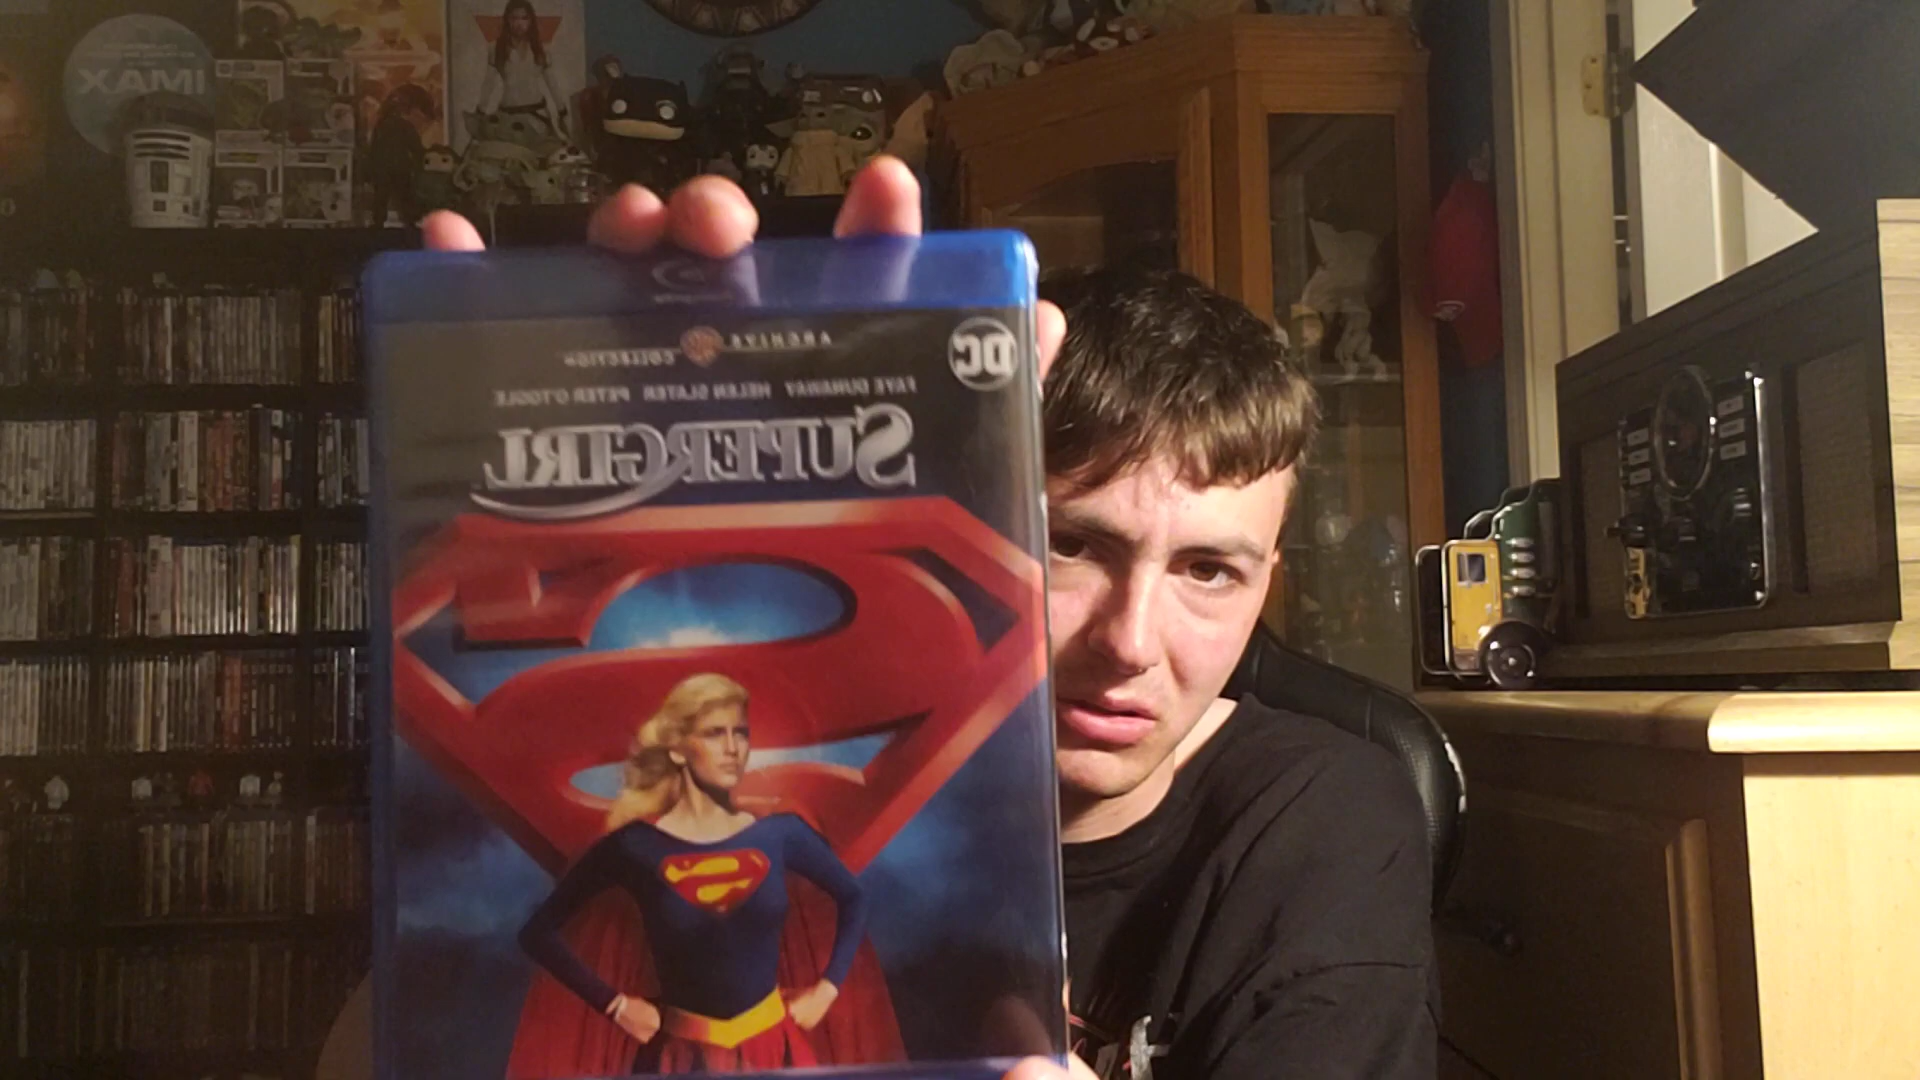 IMAX
ARCHIVE COLLECTION
DC
FAYE DUNAWAY HELEN SLATER PETER O'TOOLE
SUPERGIRL